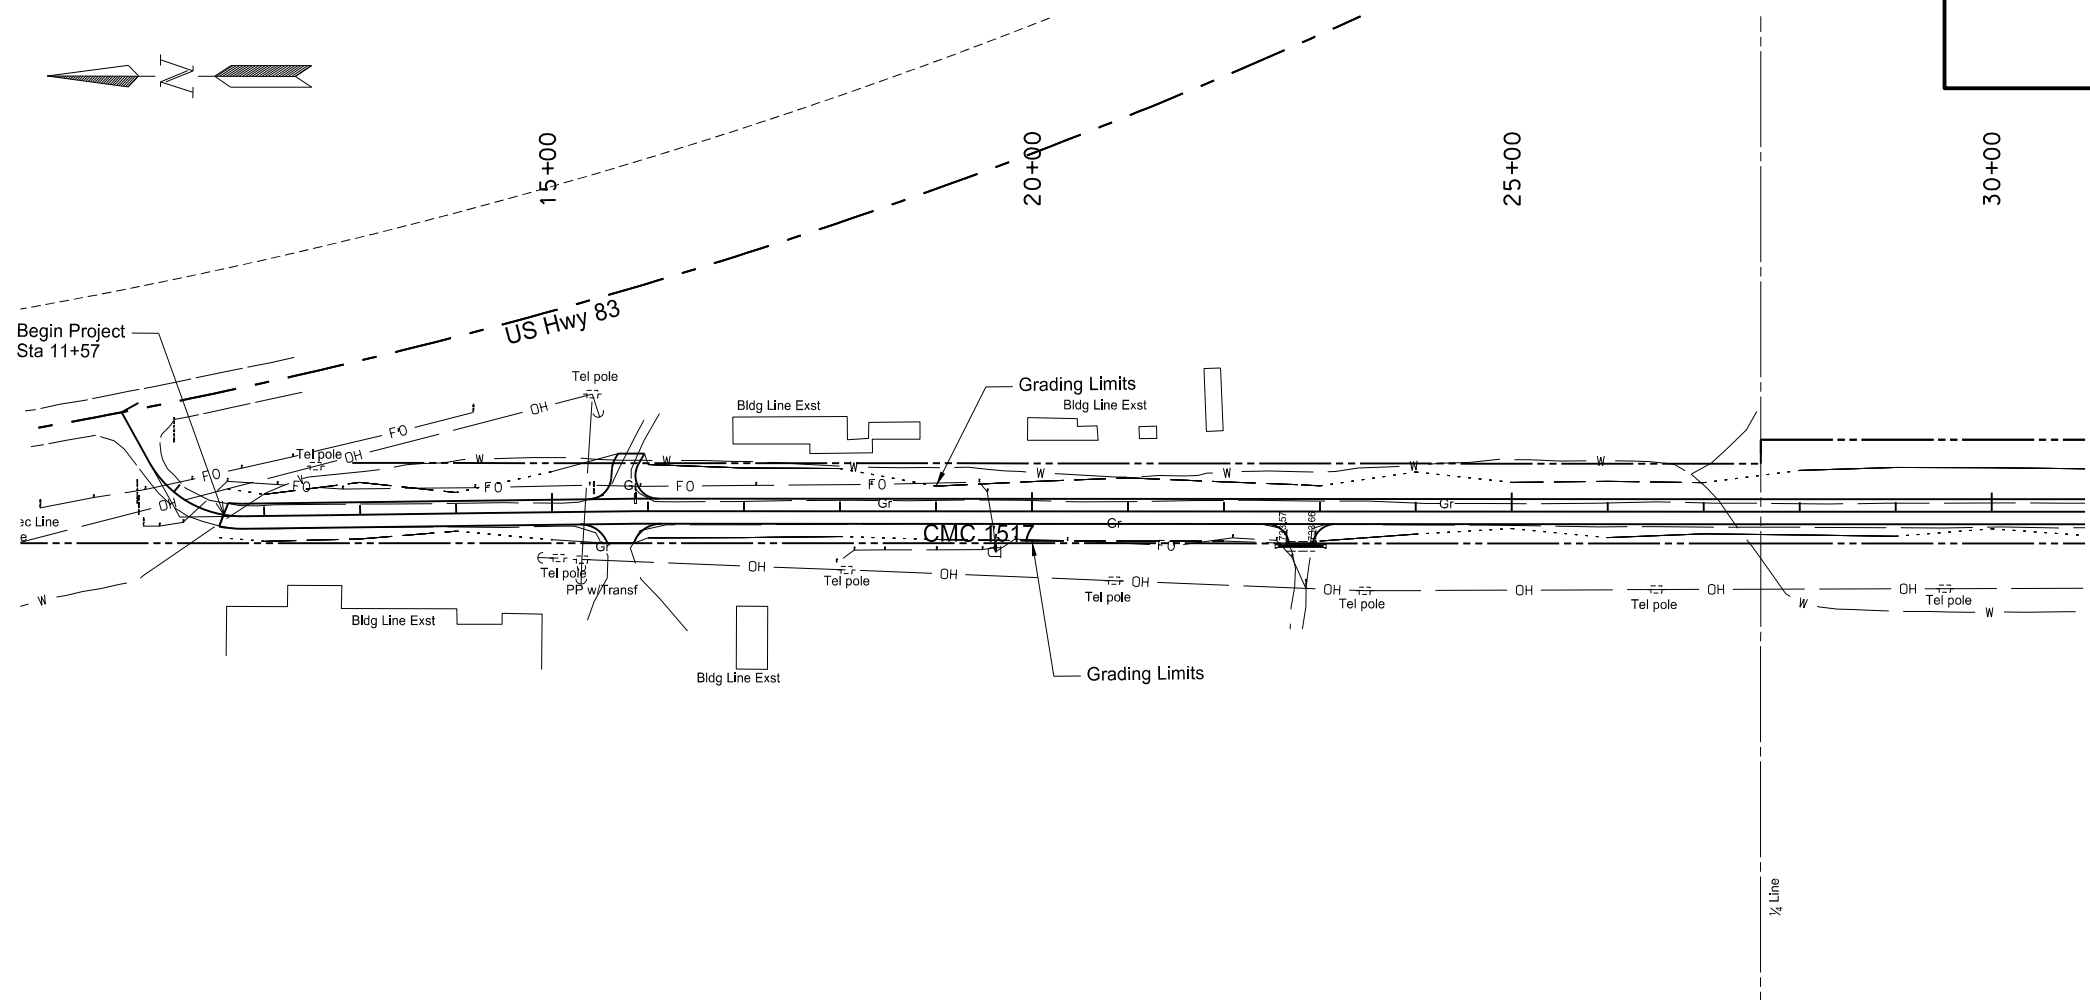 N
15+00
20+00
25+00
30+00
US Hwy 83
Begin Project
Sta 11+57
Tel pole
Grading Limits
Bldg Line Exst
Bldg Line Exst
OH
FO
Tel pole
OH
W
W
W
W
W
W
W
FO
FO
FO
FO
FO
OH
Gr
Gr
ec Line
e
CMC 1517
Gr
Gr
FO
Tel pole
PP w/Transf
OH
Tel pole
OH
Tel pole
OH
OH
Tel pole
OH
Tel pole
OH
OH
Tel pole
W
W
W
Bldg Line Exst
Bldg Line Exst
Grading Limits
¼ Line